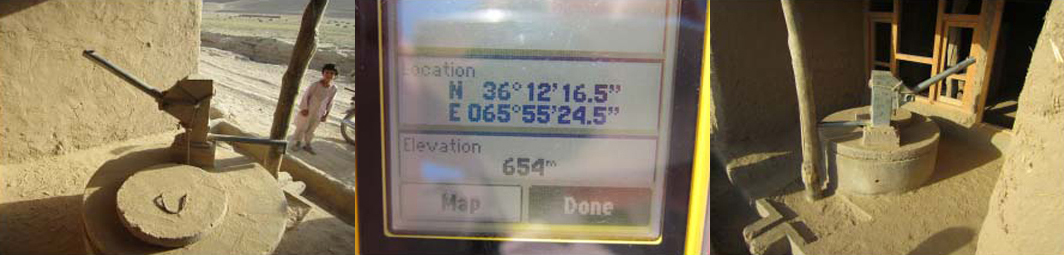 Location
N 36°12'16.5"
E 065°55'24.5"
Elevation
654m
Map
Done